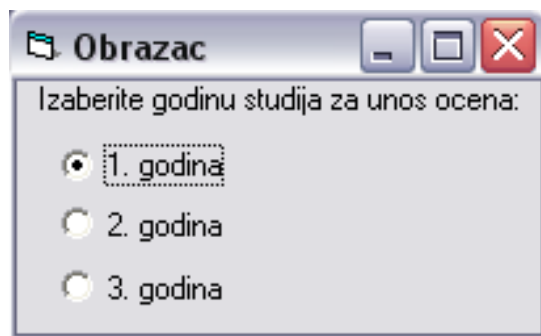 Obrazac
Izaberite godinu studija za unos ocena:
1. godina
2. godina
3. godina